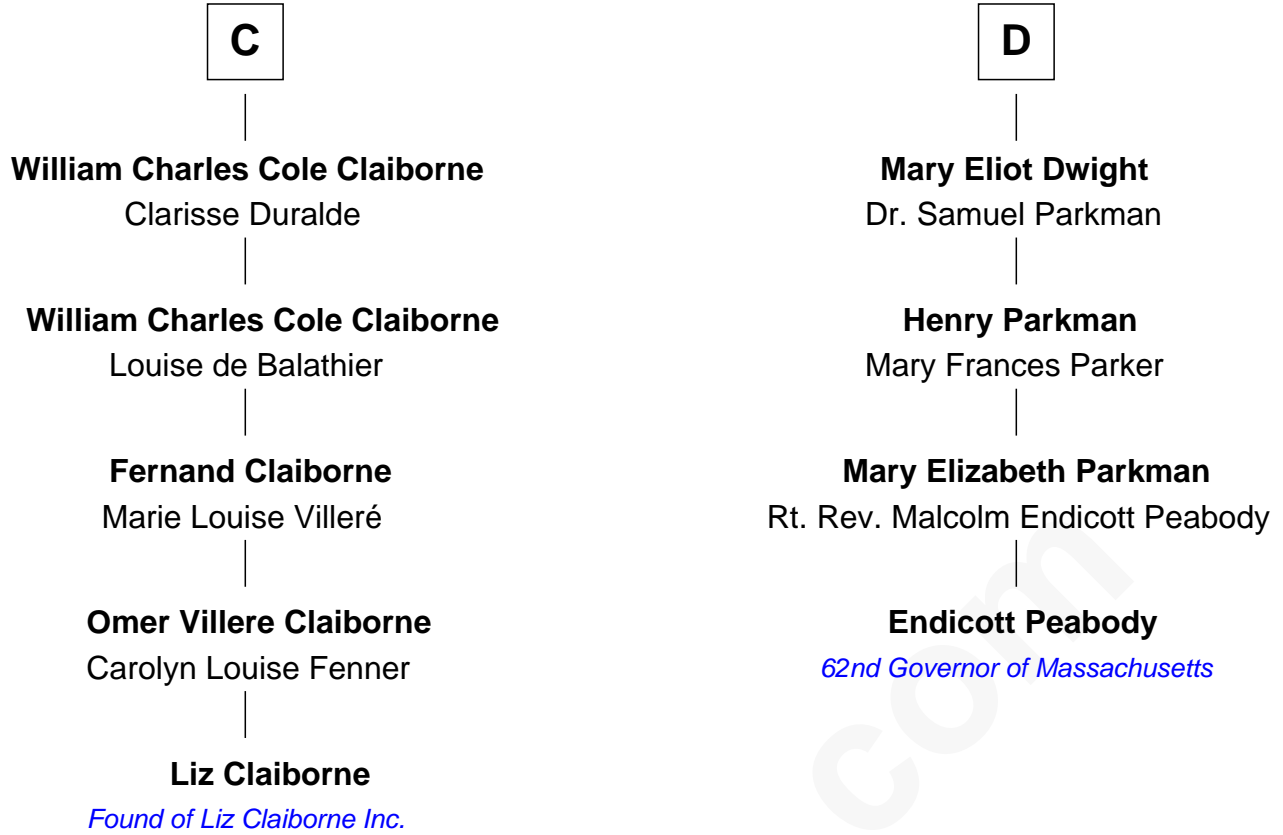 C
William Charles Cole Claiborne
Clarisse Duralde
William Charles Cole Claiborne
Louise de Balathier
Fernand Claiborne
Marie Louise Villeré
Omer Villere Claiborne
Carolyn Louise Fenner
Liz Claiborne
Found of Liz Claiborne Inc.
D
Mary Eliot Dwight
Dr. Samuel Parkman
Henry Parkman
Mary Frances Parker
Mary Elizabeth Parkman
Rt. Rev. Malcolm Endicott Peabody
Endicott Peabody
62nd Governor of Massachusetts
com